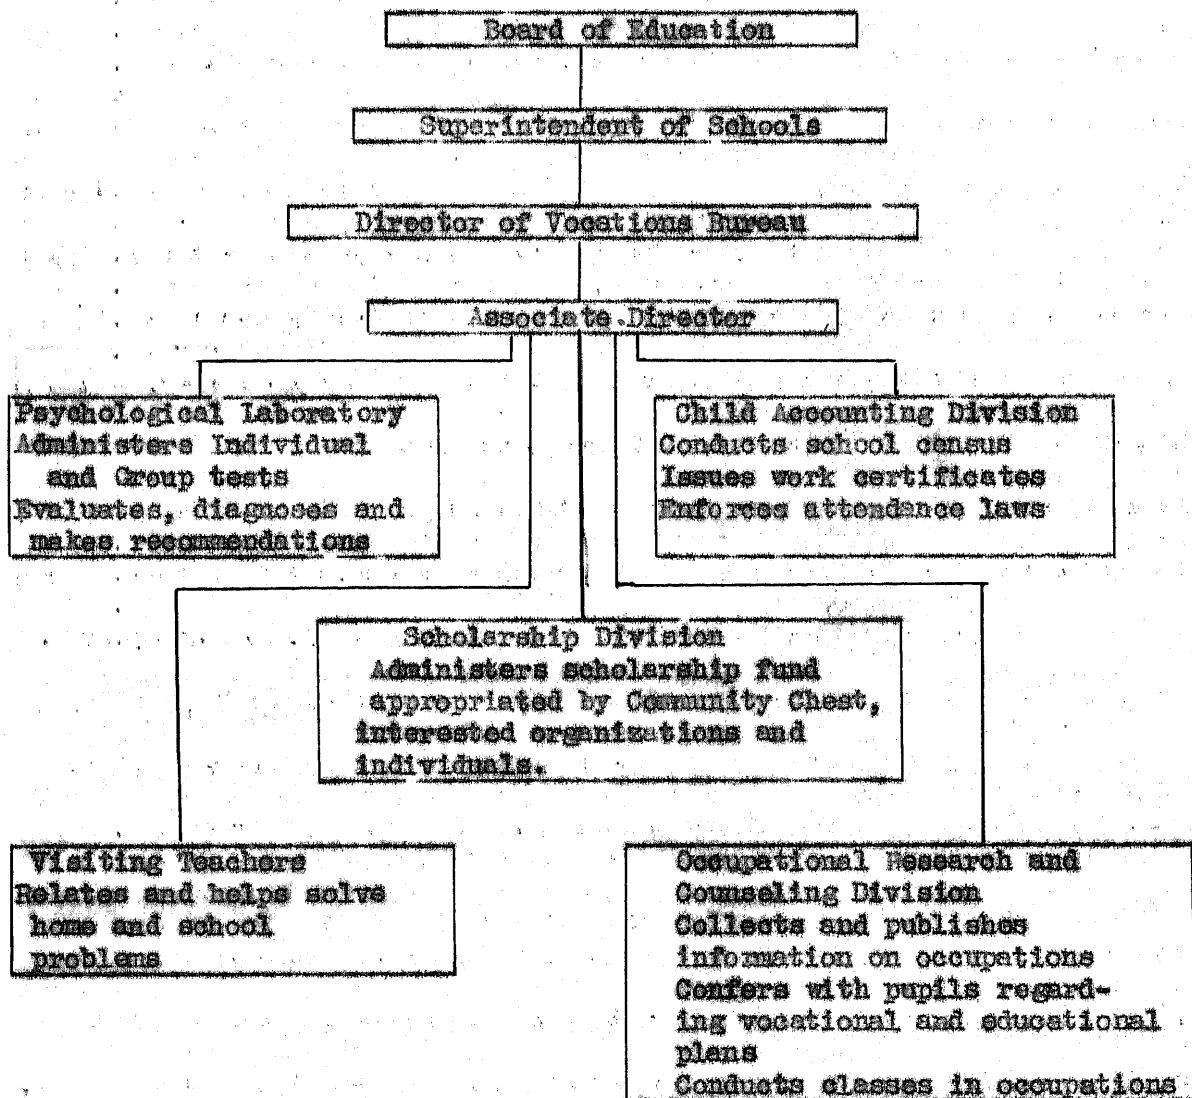 Board of Education
Superintendent of Schools
Director of Vocations Bureau
Associate Director
Psychological Laboratory
Administers Individual
and Group tests
Evaluates, diagnoses and
makes recommendations
Child Accounting Division
Conducts school census
Issues work certificates
Enforces attendance laws
Scholarship Division
Administers scholarship fund
appropriated by Community Chest,
interested organizations and
individuals.
Visiting Teachers
Relates and helps solve
home and school
problems
Occupational Research and
Counseling Division
Collects and publishes
information on occupations
Confers with pupils regard-
ing vocational and educational
plans
Conducts classes in occupations